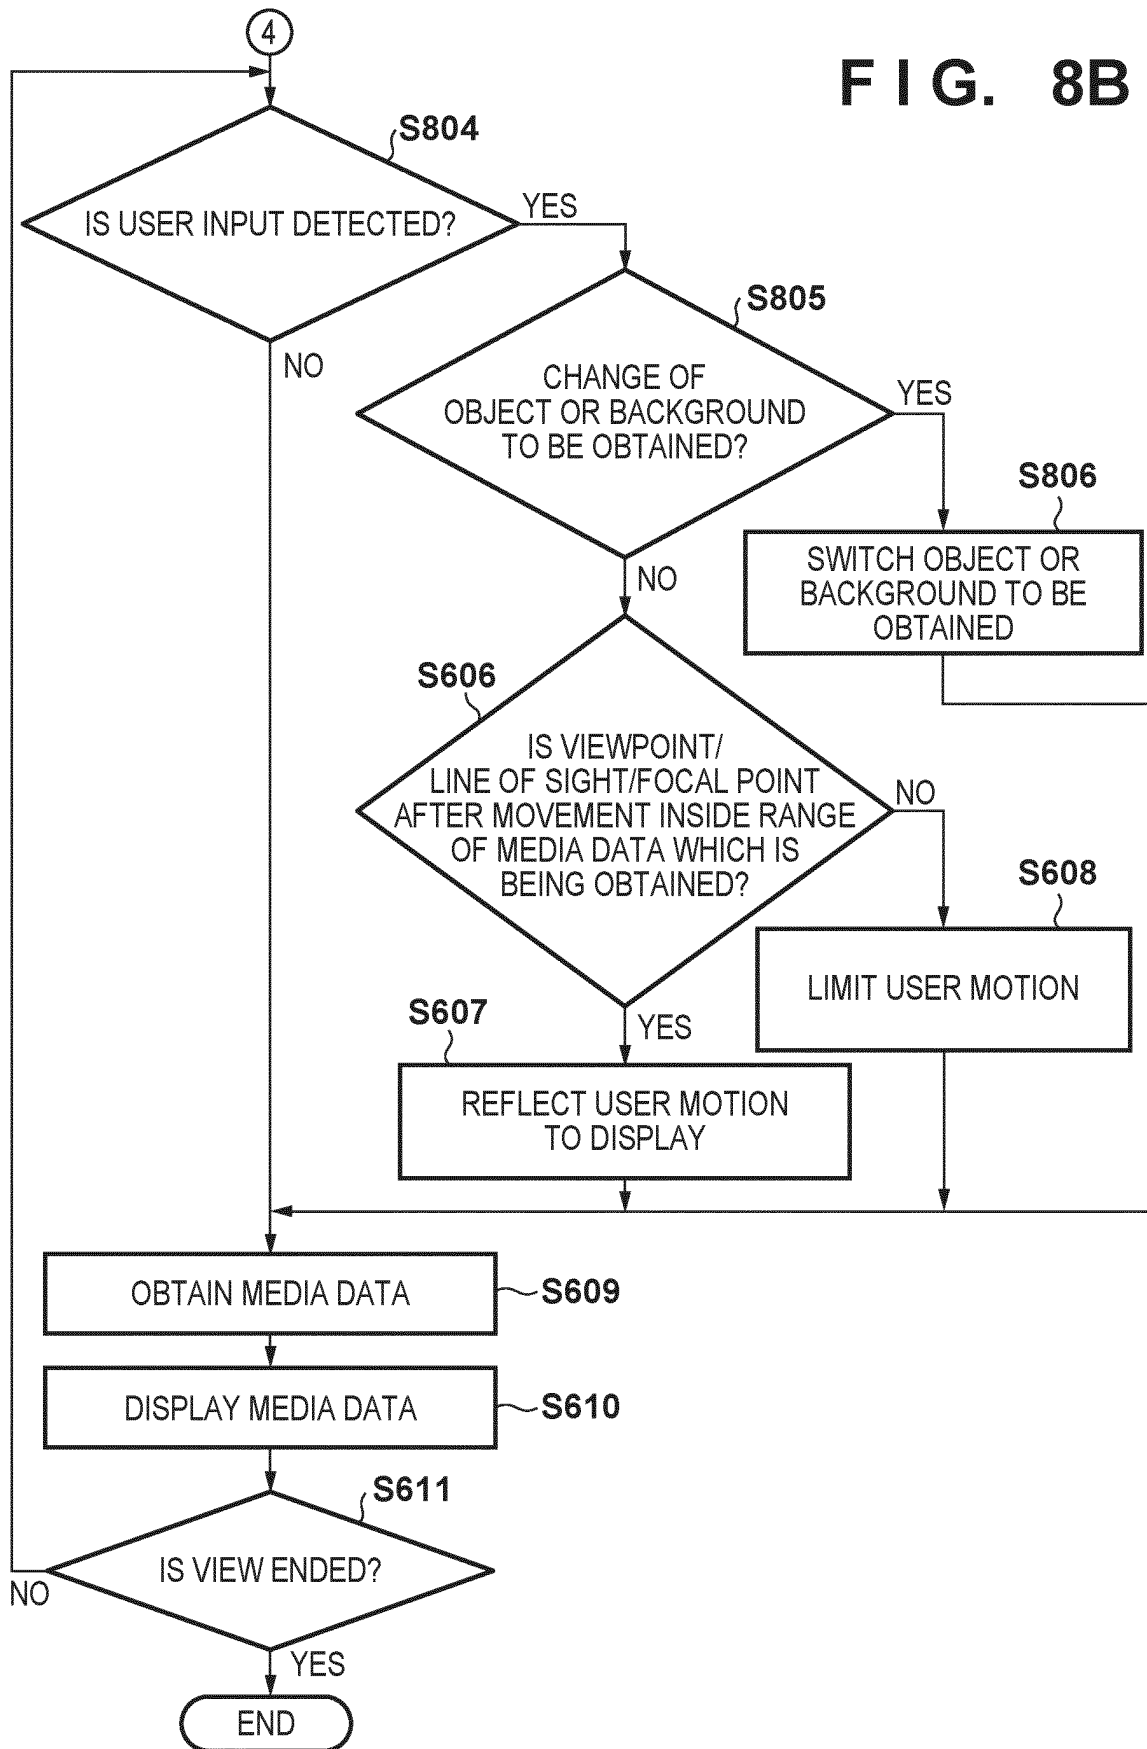 4
FIG. 8B
S804
IS USER INPUT DETECTED?
YES
NO
S805
CHANGE OF
OBJECT OR BACKGROUND
TO BE OBTAINED?
YES
NO
S806
SWITCH OBJECT OR
BACKGROUND TO BE
OBTAINED
S606
IS VIEWPOINT/
LINE OF SIGHT/FOCAL POINT
AFTER MOVEMENT INSIDE RANGE
OF MEDIA DATA WHICH IS
BEING OBTAINED?
NO
YES
S608
LIMIT USER MOTION
S607
REFLECT USER MOTION
TO DISPLAY
OBTAIN MEDIA DATA
S609
DISPLAY MEDIA DATA
S610
S611
IS VIEW ENDED?
NO
YES
END